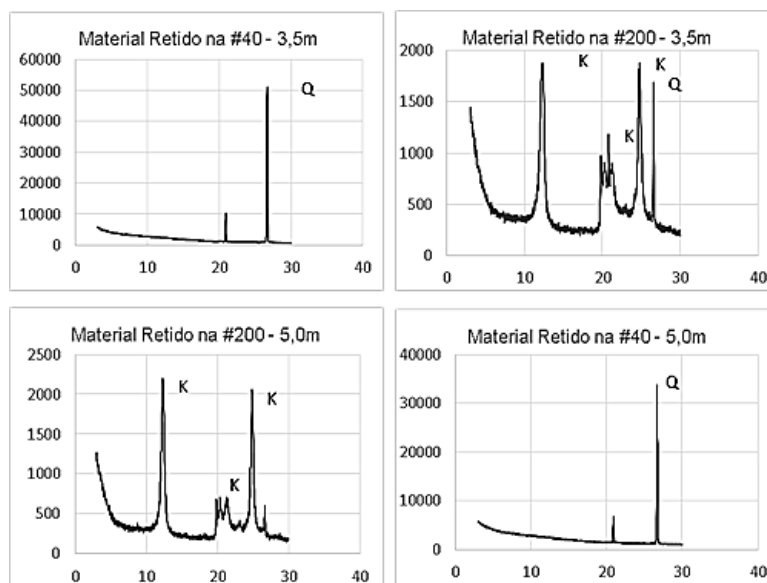 Material Retido na #40 - 3,5m
60000
50000
40000
30000
20000
10000
0
Q
0 10 20 30 40
Material Retido na #200 - 3,5m
2000
1500
1000
500
0
K
K
Q
K
0 10 20 30 40
Material Retido na #200 - 5,0m
2500
2000
1500
1000
500
0
K
K
K
0 10 20 30 40
Material Retido na #40 - 5,0m
40000
30000
20000
10000
0
Q
0 10 20 30 40